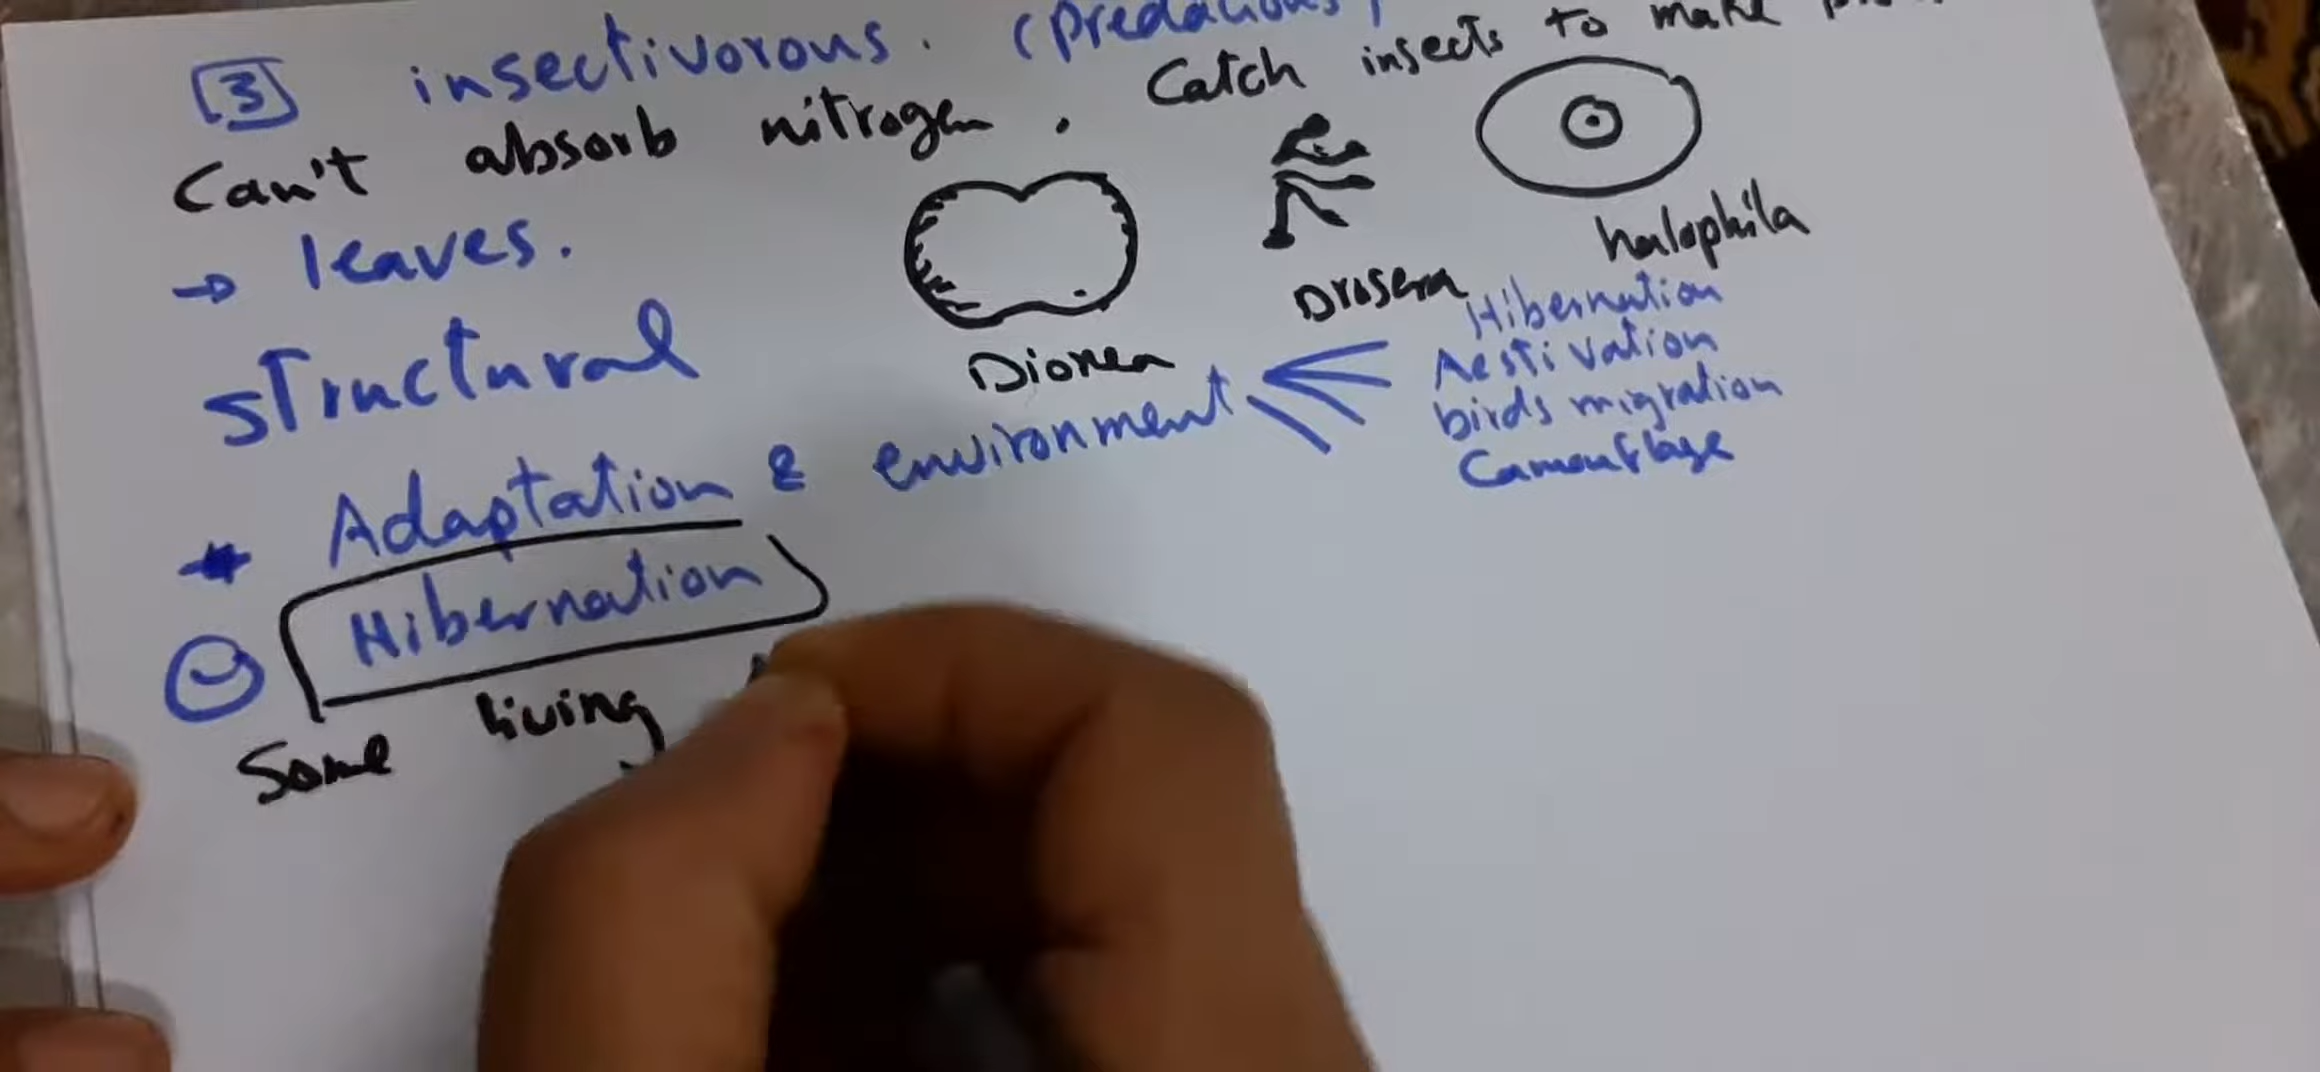 3 insectivorous. (Predacious)
Can't absorb nitrogen. Catch insects to make
→ leaves.
halophila
Drosera
structural
Dionea
Hibernation
Aestivation
birds migration
Camouflage
* Adaptation & environment
Hibernation
Some living